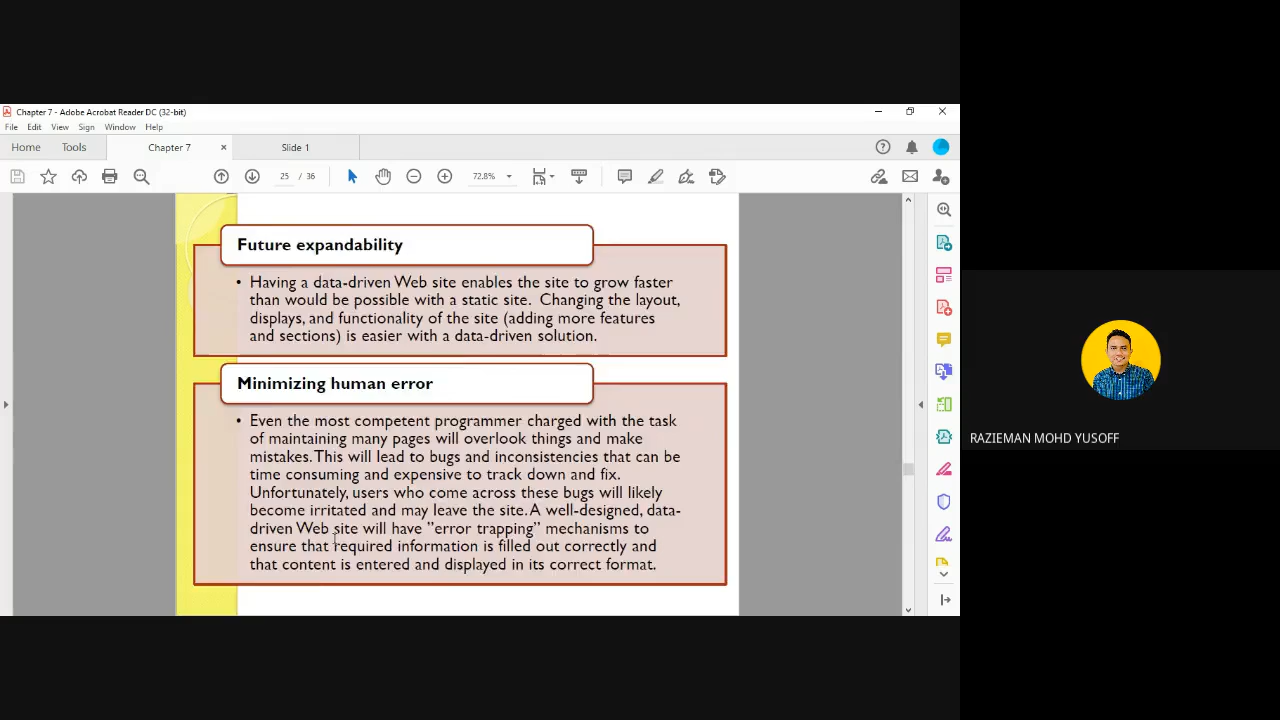 Chapter 7 - Adobe Acrobat Reader DC (32-bit)
File Edit View Sign Window Help
Home Tools Chapter 7 × Slide 1
25 / 36 72.8%
Future expandability
• Having a data-driven Web site enables the site to grow faster
than would be possible with a static site. Changing the layout,
displays, and functionality of the site (adding more features
and sections) is easier with a data-driven solution.
Minimizing human error
• Even the most competent programmer charged with the task
of maintaining many pages will overlook things and make
mistakes. This will lead to bugs and inconsistencies that can be
time consuming and expensive to track down and fix.
Unfortunately, users who come across these bugs will likely
become irritated and may leave the site. A well-designed, data-
driven Web site will have ”error trapping” mechanisms to
ensure that required information is filled out correctly and
that content is entered and displayed in its correct format.
RAZIEMAN MOHD YUSOFF